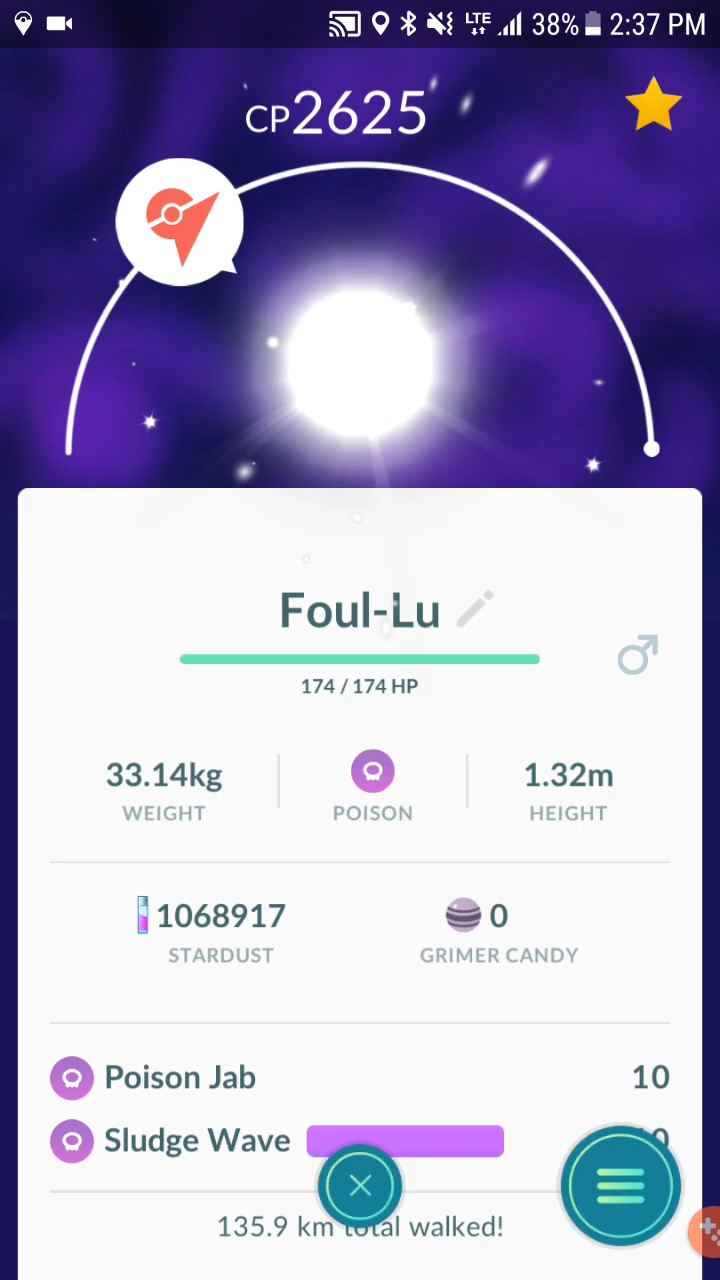 LTE 38% 2:37 PM
CP2625
Foul-Lu
174 / 174 HP
33.14kg
WEIGHT
POISON
1.32m
HEIGHT
1068917
STARDUST
0
GRIMER CANDY
Poison Jab 10
Sludge Wave
135.9 km total walked!